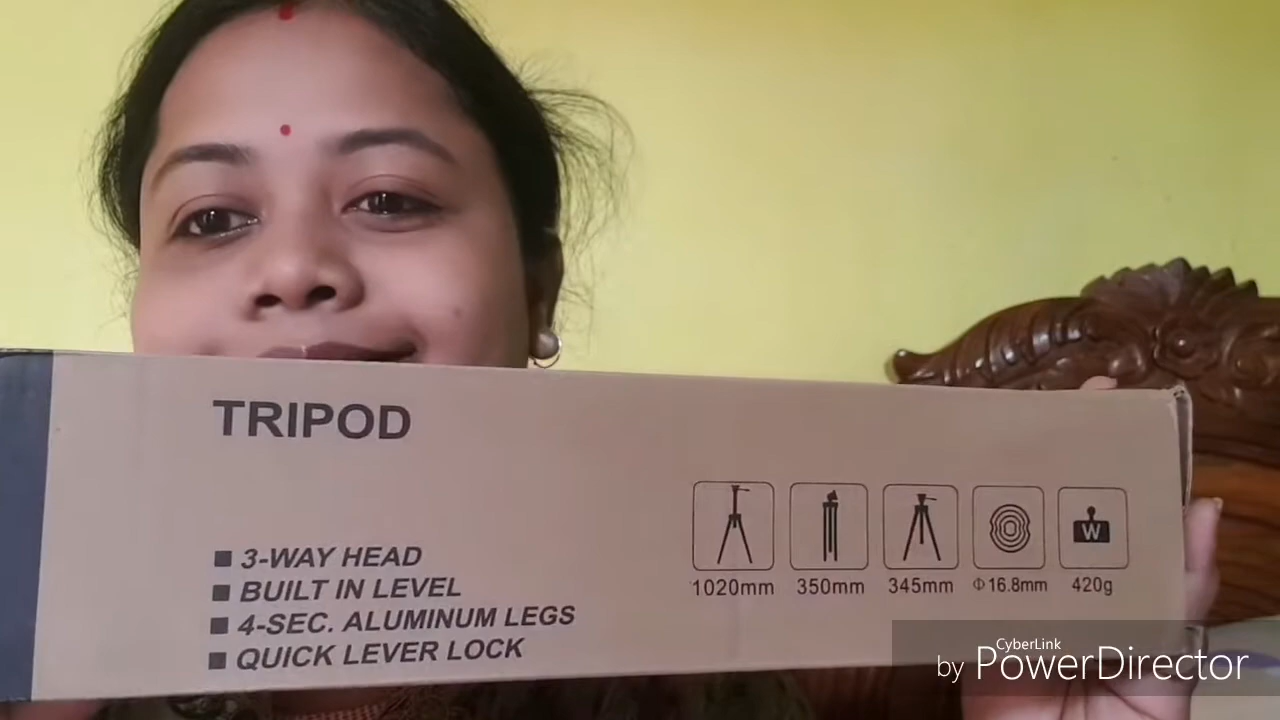 TRIPOD
■ 3-WAY HEAD
■ BUILT IN LEVEL
■ 4-SEC. ALUMINUM LEGS
■ QUICK LEVER LOCK
1020mm 350mm 345mm Φ16.8mm 420g
W
CyberLink
by PowerDirector